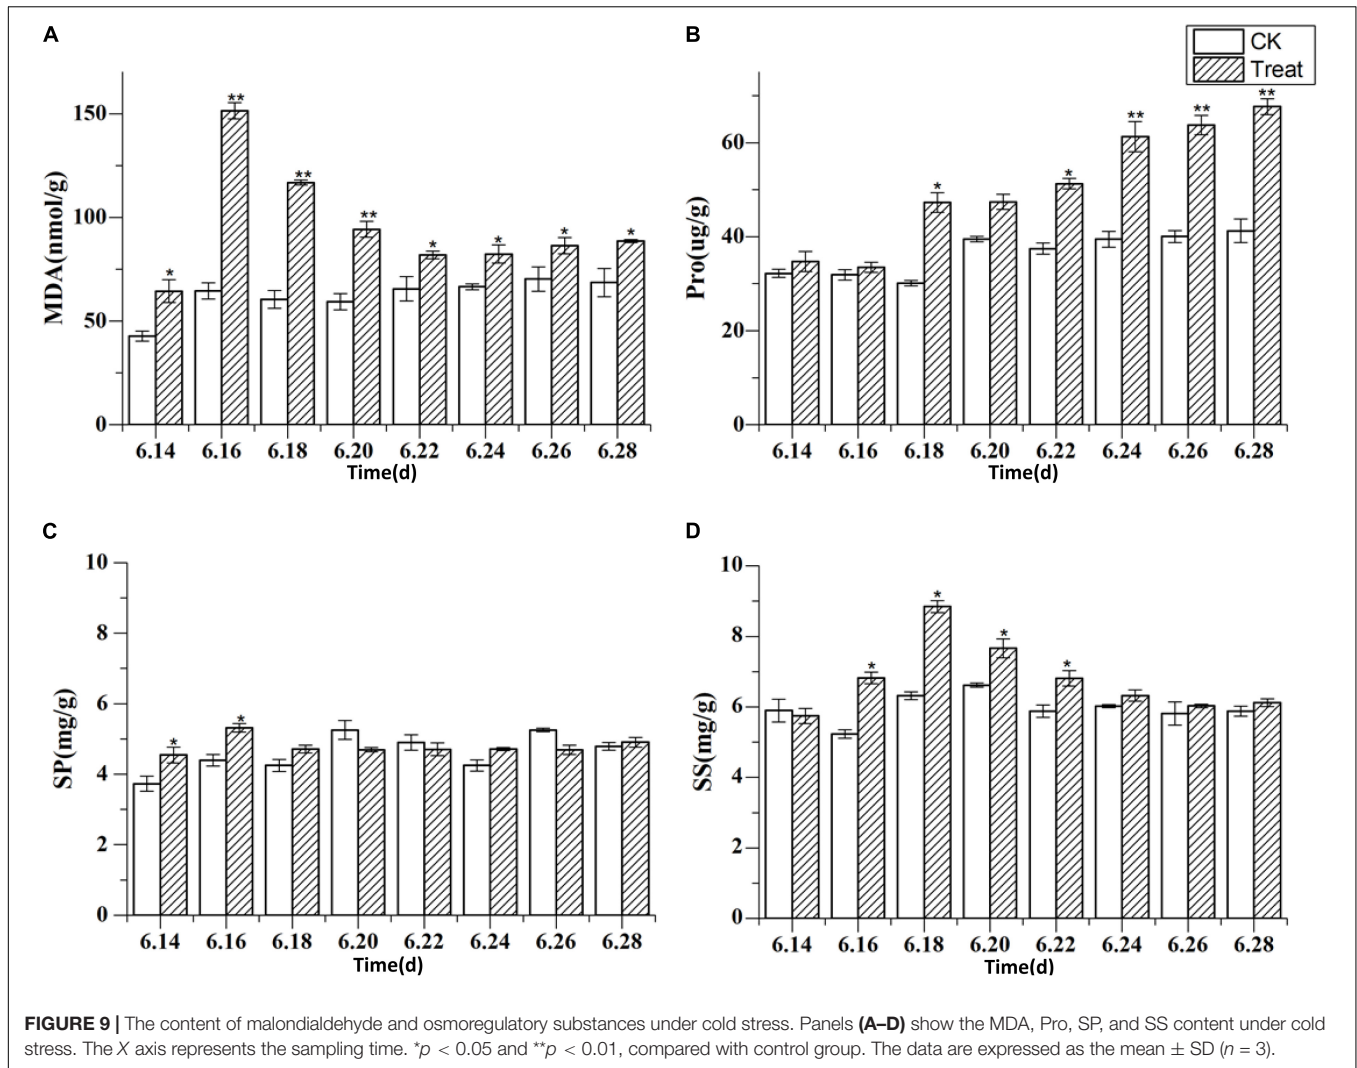 A
B
CK
Treat
MDA(nmol/g)
150
100
50
0
**
**
**
*
*
*
*
*
6.14 6.16 6.18 6.20 6.22 6.24 6.26 6.28
Time(d)
Pro(ug/g)
60
40
20
0
*
*
**
**
**
6.14 6.16 6.18 6.20 6.22 6.24 6.26 6.28
Time(d)
C
D
SP(mg/g)
10
8
6
4
2
0
*
*
6.14 6.16 6.18 6.20 6.22 6.24 6.26 6.28
Time(d)
SS(mg/g)
10
8
6
4
2
0
*
*
*
*
6.14 6.16 6.18 6.20 6.22 6.24 6.26 6.28
Time(d)
FIGURE 9 | The content of malondialdehyde and osmoregulatory substances under cold stress. Panels (A–D) show the MDA, Pro, SP, and SS content under cold
stress. The X axis represents the sampling time. *p < 0.05 and **p < 0.01, compared with control group. The data are expressed as the mean ± SD (n = 3).